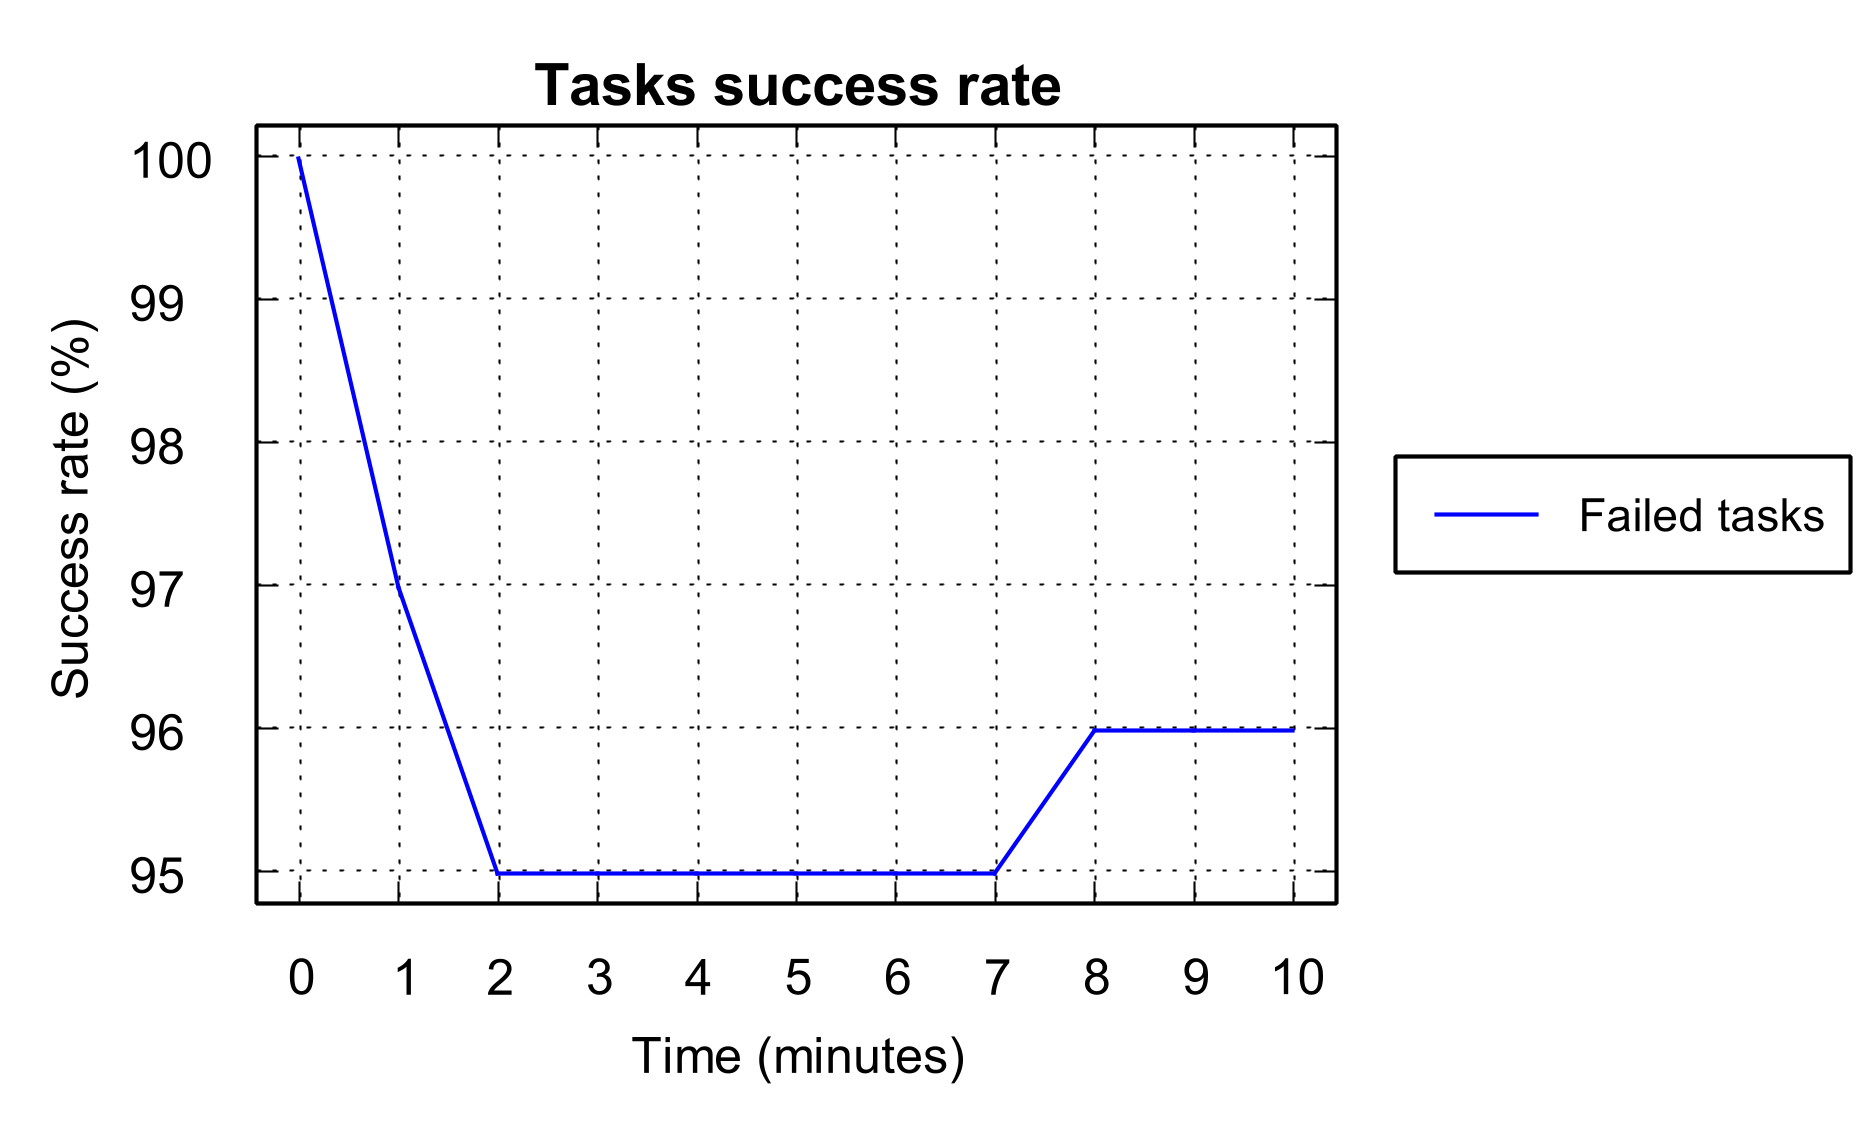 Tasks success rate
100
99
98
97
96
95
Success rate (%)
0 1 2 3 4 5 6 7 8 9 10
Time (minutes)
Failed tasks